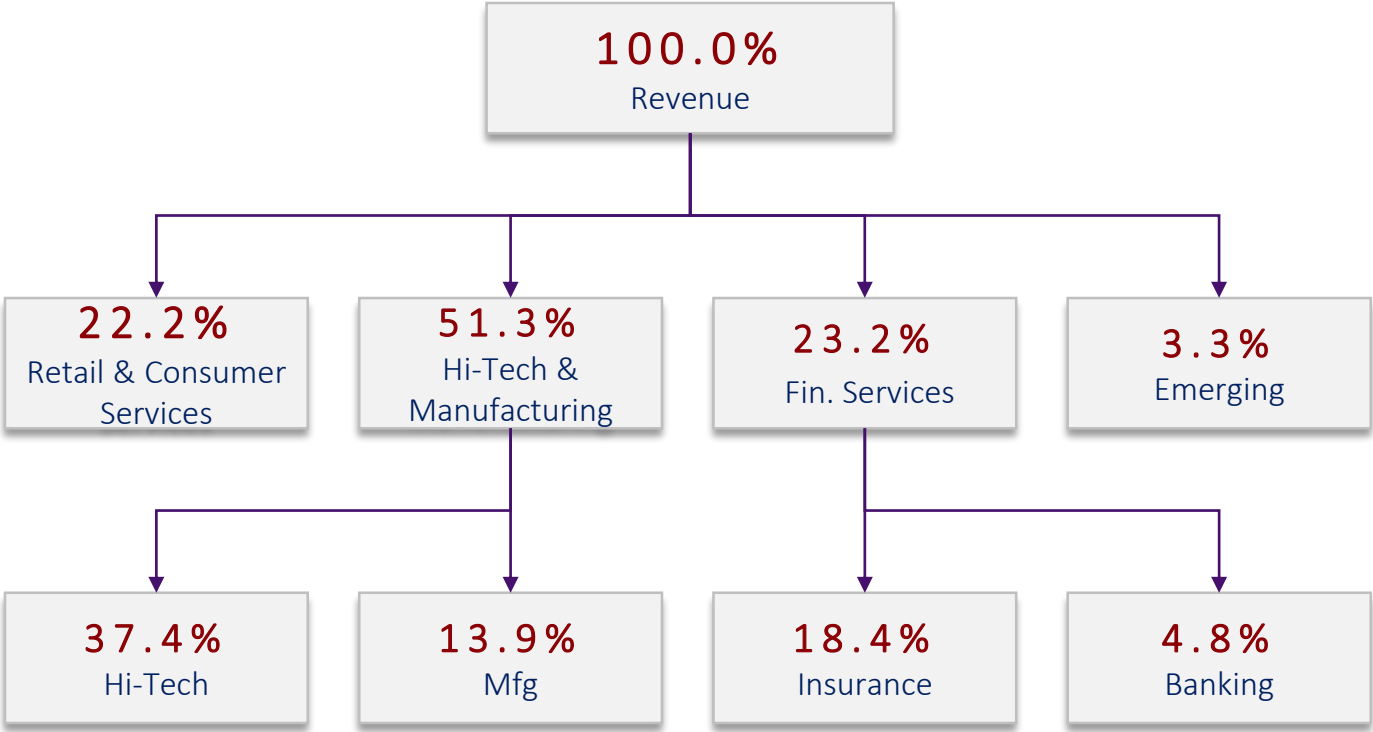 100.0%
Revenue
22.2%
Retail & Consumer
Services
51.3%
Hi-Tech &
Manufacturing
23.2%
Fin. Services
3.3%
Emerging
37.4%
Hi-Tech
13.9%
Mfg
18.4%
Insurance
4.8%
Banking